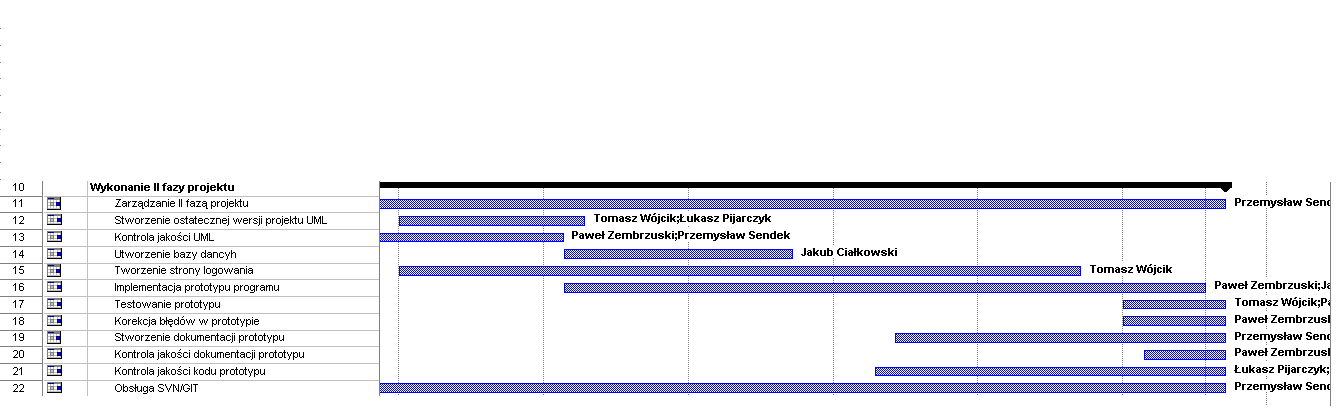 10 Wykonanie II fazy projektu
11 Zarządzanie II fazą projektu Przemysław Send
12 Stworzenie ostatecznej wersji projektu UML Tomasz Wójcik;Łukasz Pijarczyk
13 Kontrola jakości UML Paweł Zembrzuski;Przemysław Sendek
14 Utworzenie bazy dancyh Jakub Ciałkowski
15 Tworzenie strony logowania Tomasz Wójcik
16 Implementacja prototypu programu Paweł Zembrzuski;Ja
17 Testowanie prototypu Tomasz Wójcik;Pa
18 Korekcja błędów w prototypie Paweł Zembrzusl
19 Stworzenie dokumentacji prototypu Przemysław Send
20 Kontrola jakości dokumentacji prototypu Paweł Zembrzusl
21 Kontrola jakości kodu prototypu Łukasz Pijarczyk;
22 Obsługa SVN/GIT Przemysław Send